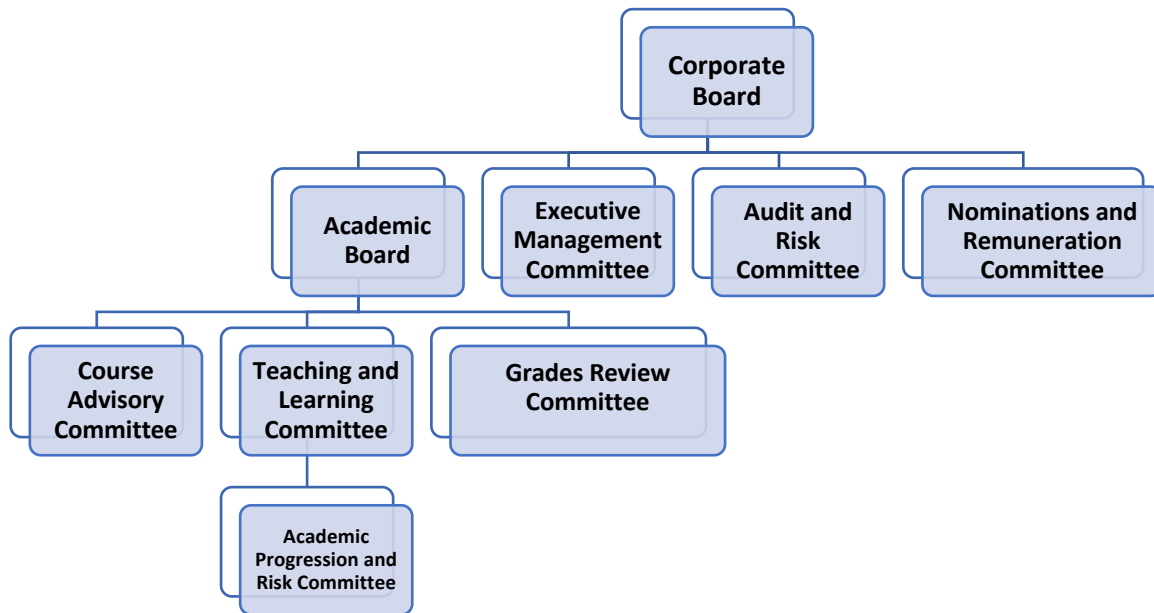 Corporate
Board
Academic
Board
Executive
Management
Committee
Audit and
Risk
Committee
Nominations and
Remuneration
Committee
Course
Advisory
Committee
Teaching and
Learning
Committee
Grades Review
Committee
Academic
Progression and
Risk Committee